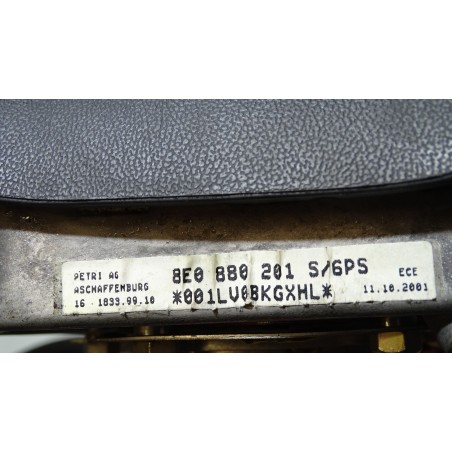 PETRI AG 8E0 880 201 S/6PS ECE
ASCHAFFENBURG *001LV0BKGXHL* 11.10.2001
16 - 1833.99.10